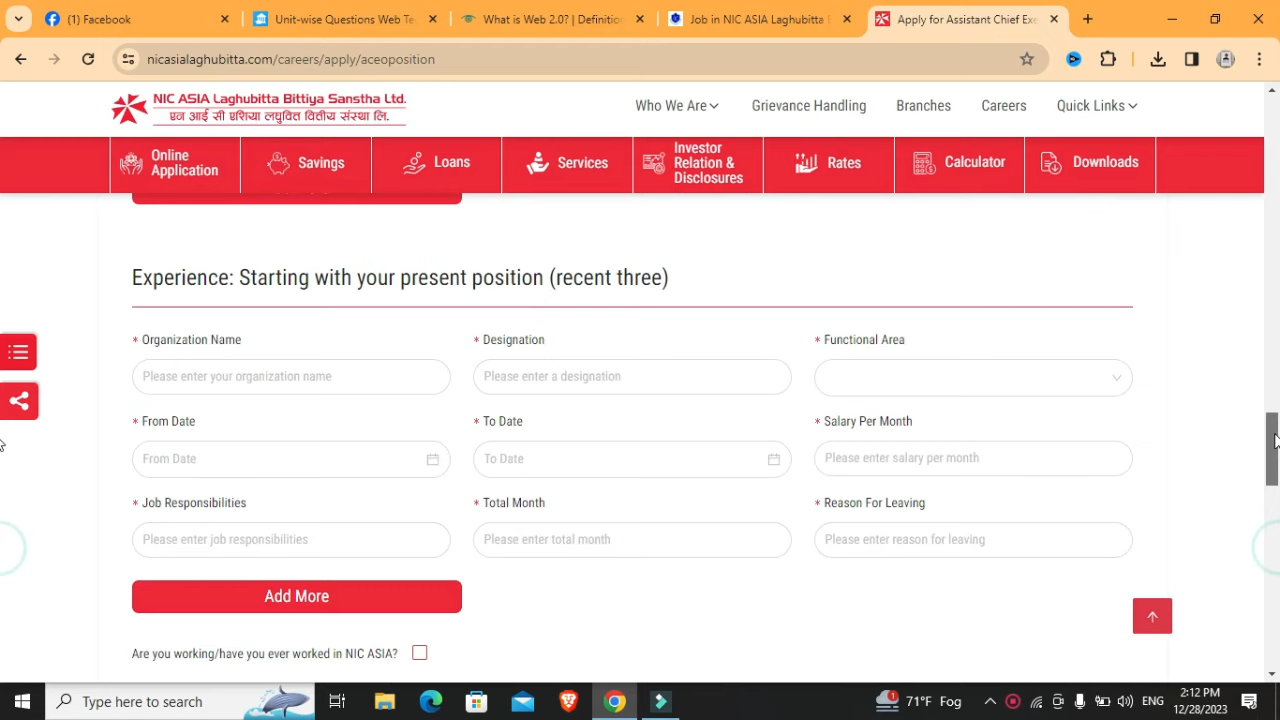 (1) Facebook
Unit-wise Questions Web Te
What is Web 2.0? | Definition
Job in NIC ASIA Laghubitta B
Apply for Assistant Chief Exe
nicasialaghubitta.com/careers/apply/aceoposition
NIC ASIA Laghubitta Bittiya Sanstha Ltd.
एन आई सी एशिया लघुवित्त वित्तीय संस्था लि.
Who We Are
Grievance Handling
Branches
Careers
Quick Links
Online
Application
Savings
Loans
Services
Investor
Relation &
Disclosures
Rates
Calculator
Downloads
Experience: Starting with your present position (recent three)
* Organization Name
* Designation
* Functional Area
Please enter your organization name
Please enter a designation
* From Date
* To Date
* Salary Per Month
From Date
To Date
Please enter salary per month
* Job Responsibilities
* Total Month
* Reason For Leaving
Please enter job responsibilities
Please enter total month
Please enter reason for leaving
Add More
Are you working/have you ever worked in NIC ASIA?
Type here to search
1
71°F Fog
ENG
2:12 PM
12/28/2023